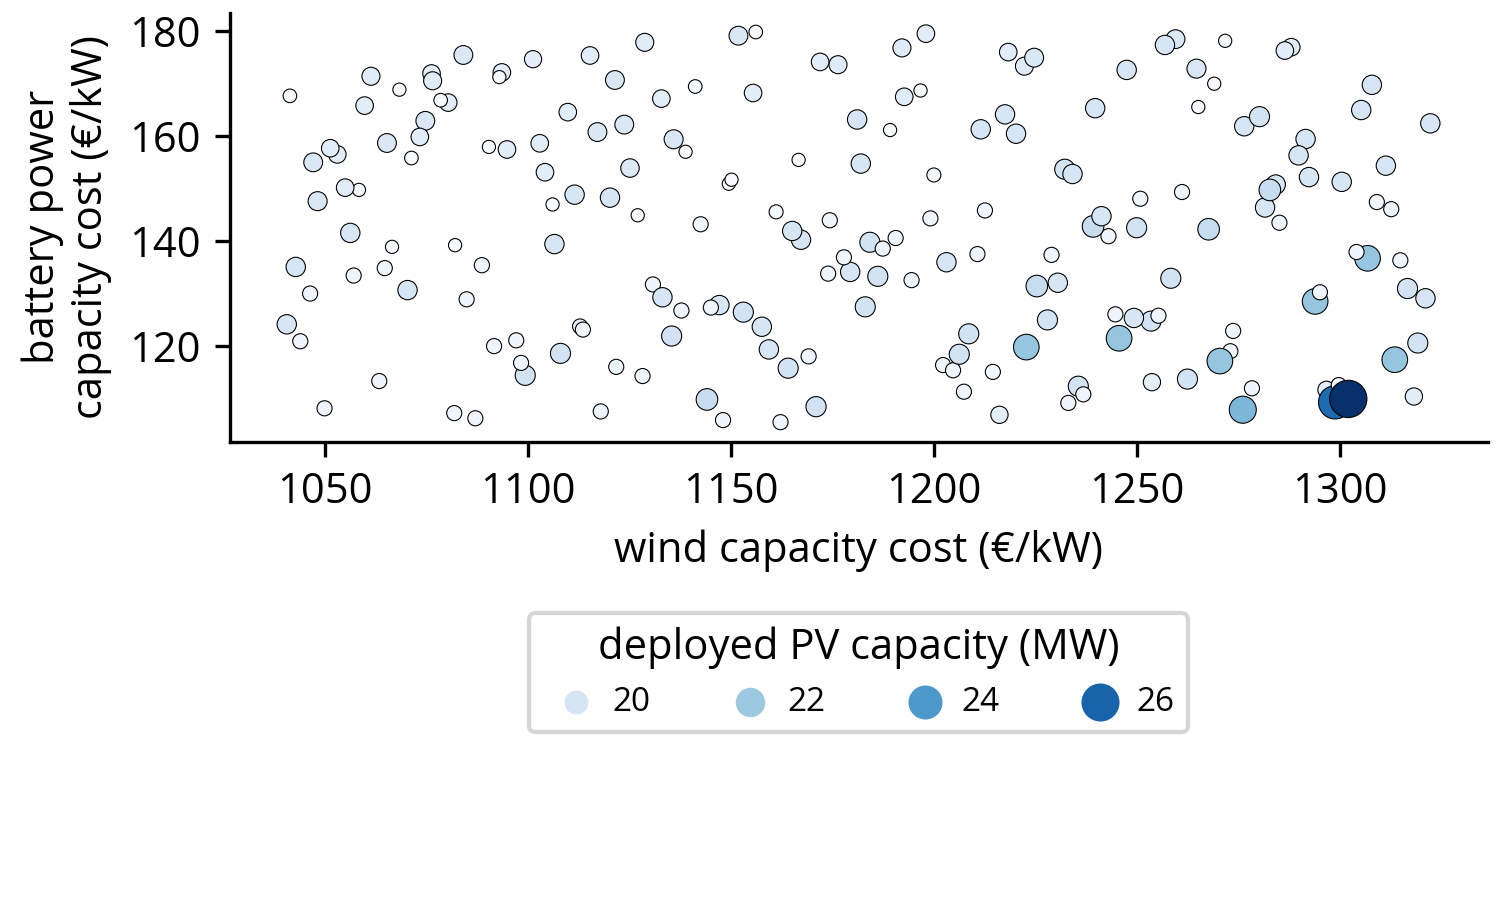 battery power
capacity cost (€/kW)
180
160
140
120
1050 1100 1150 1200 1250 1300
wind capacity cost (€/kW)
deployed PV capacity (MW)
20 22 24 26